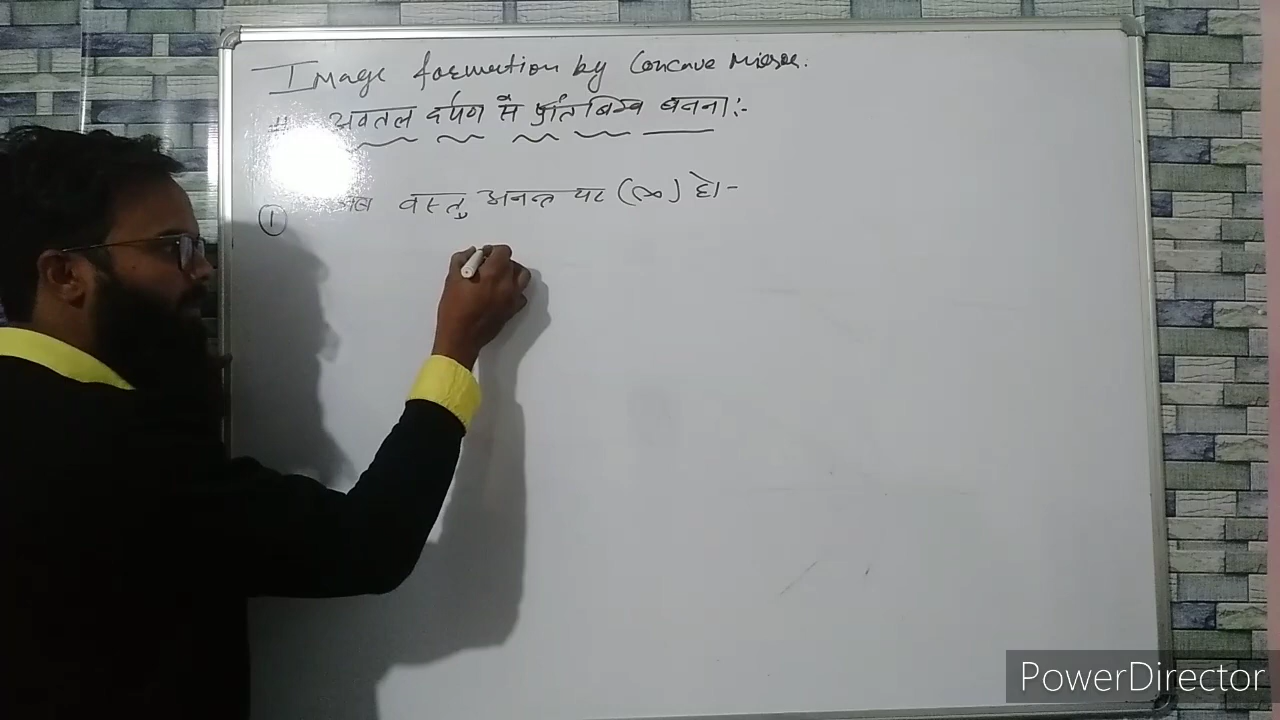 Image formation by Concave Mirror.
# अवतल दर्पण से प्रतिबिम्ब बनना:-
① जब वस्तु अनन्त पर (∞) हो-
PowerDirector